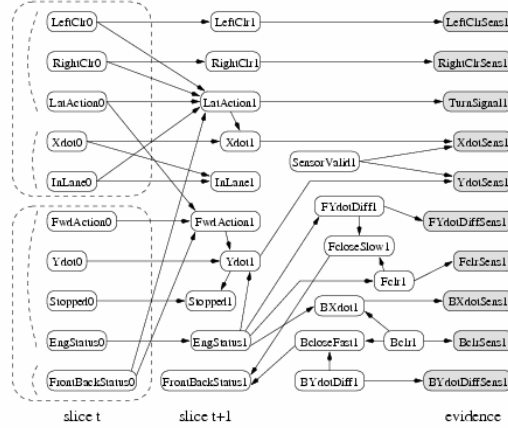 LeftClr0 LeftClr1 LeftClrSens1
RightClr0 RightClr1 RightClrSens1
LatAction0 LatAction1 TurnSignal1
Xdot0 Xdot1 XdotSens1
SensorValid1
InLane0 InLane1 YdotSens1
FYdotDiff1
FwdAction0 FwdAction1 FYdotDiffSens1
FcloseSlow1
Ydot0 Ydot1 FclrSens1
Fclr1
Stopped0 Stopped1 BXdot1 BXdotSens1
EngStatus0 EngStatus1 BcloseFast1 Bclr1 BclrSens1
FrontBackStatus0 FrontBackStatus1 BYdotDiff1 BYdotDiffSens1
slice t slice t+1 evidence